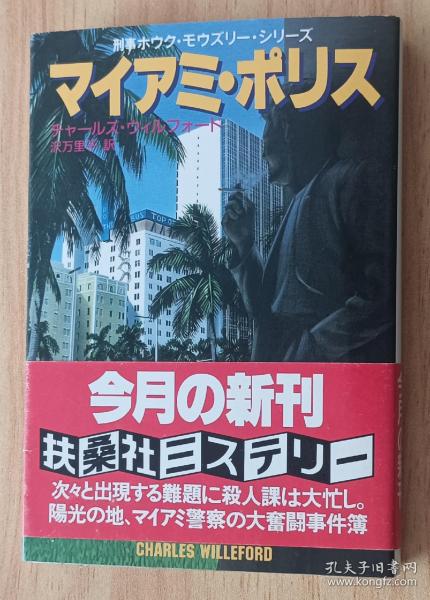 刑事ホウク・モウズリー・シリーズ
マイアミ・ポリス
チャールズ・ウィルフォード
沢万里子 訳
今月の新刊
扶桑社ミステリー
次々と出現する難題に殺人課は大忙し。
陽光の地、マイアミ警察の大奮闘事件簿
CHARLES WILLEFORD
孔夫子旧书网
www.kongfz.com